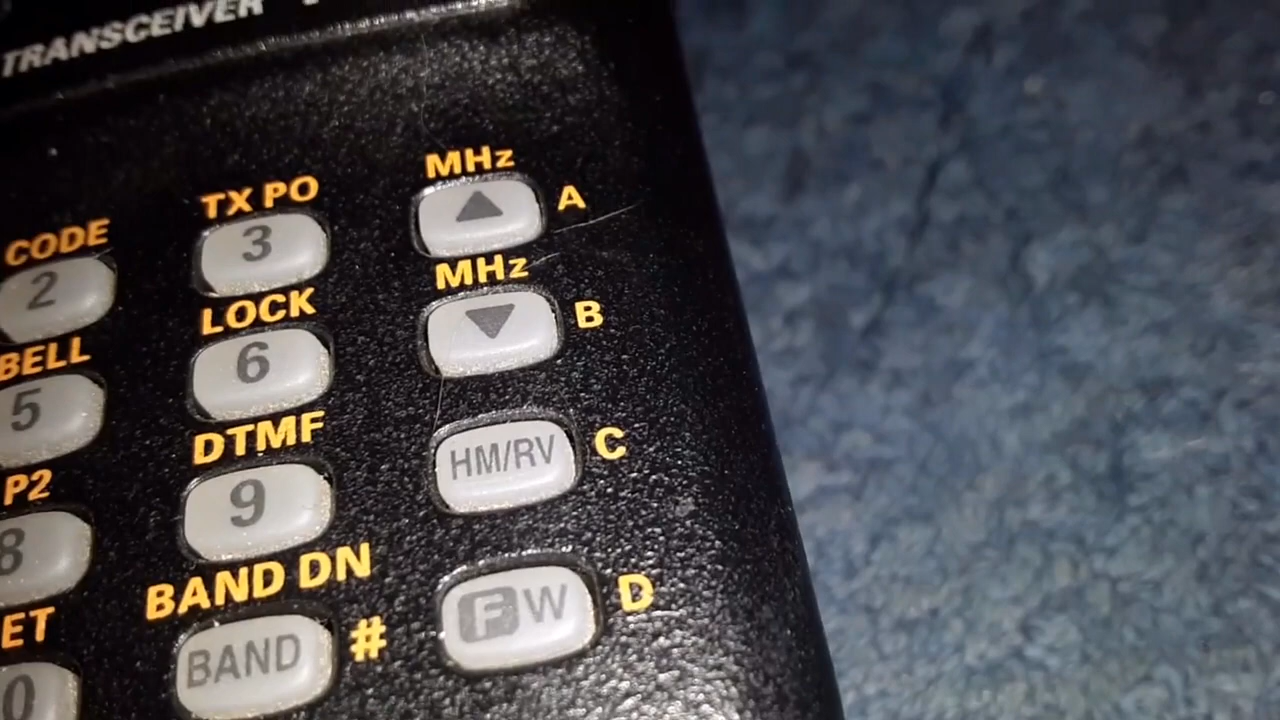 TRANSCEIVER
MHz
TX PO
▲ A
CODE
3
2
MHz
LOCK
▼ B
BELL
6
5
DTMF
HM/RV C
P2
9
8
BAND DN
F W D
ET
BAND #
0